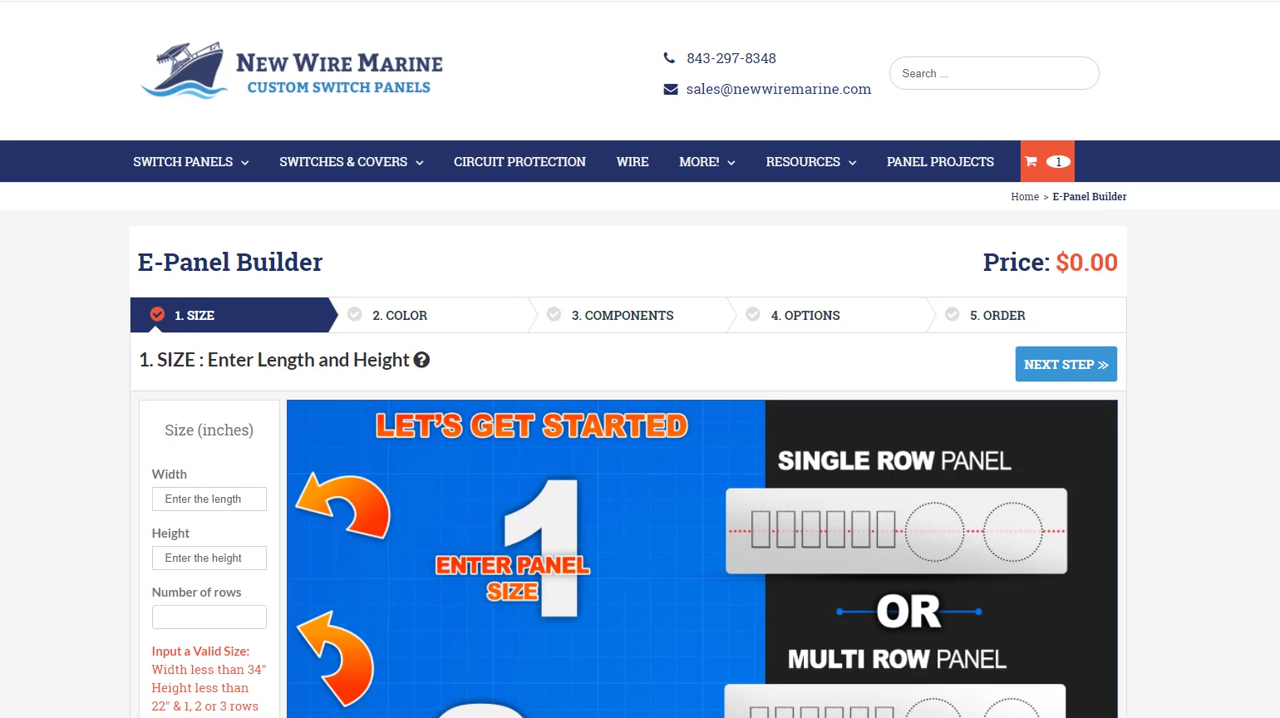 NEW WIRE MARINE
CUSTOM SWITCH PANELS
843-297-8348
sales@newwiremarine.com
Search ...
SWITCH PANELS
SWITCHES & COVERS
CIRCUIT PROTECTION
WIRE
MORE!
RESOURCES
PANEL PROJECTS
1
Home > E-Panel Builder
E-Panel Builder
Price: $0.00
1. SIZE
2. COLOR
3. COMPONENTS
4. OPTIONS
5. ORDER
1. SIZE : Enter Length and Height
NEXT STEP
Size (inches)
Width
Enter the length
Height
Enter the height
Number of rows
Input a Valid Size:
Width less than 34"
Height less than
22" & 1, 2 or 3 rows
LET'S GET STARTED
1
ENTER PANEL
SIZE
SINGLE ROW PANEL
OR
MULTI ROW PANEL